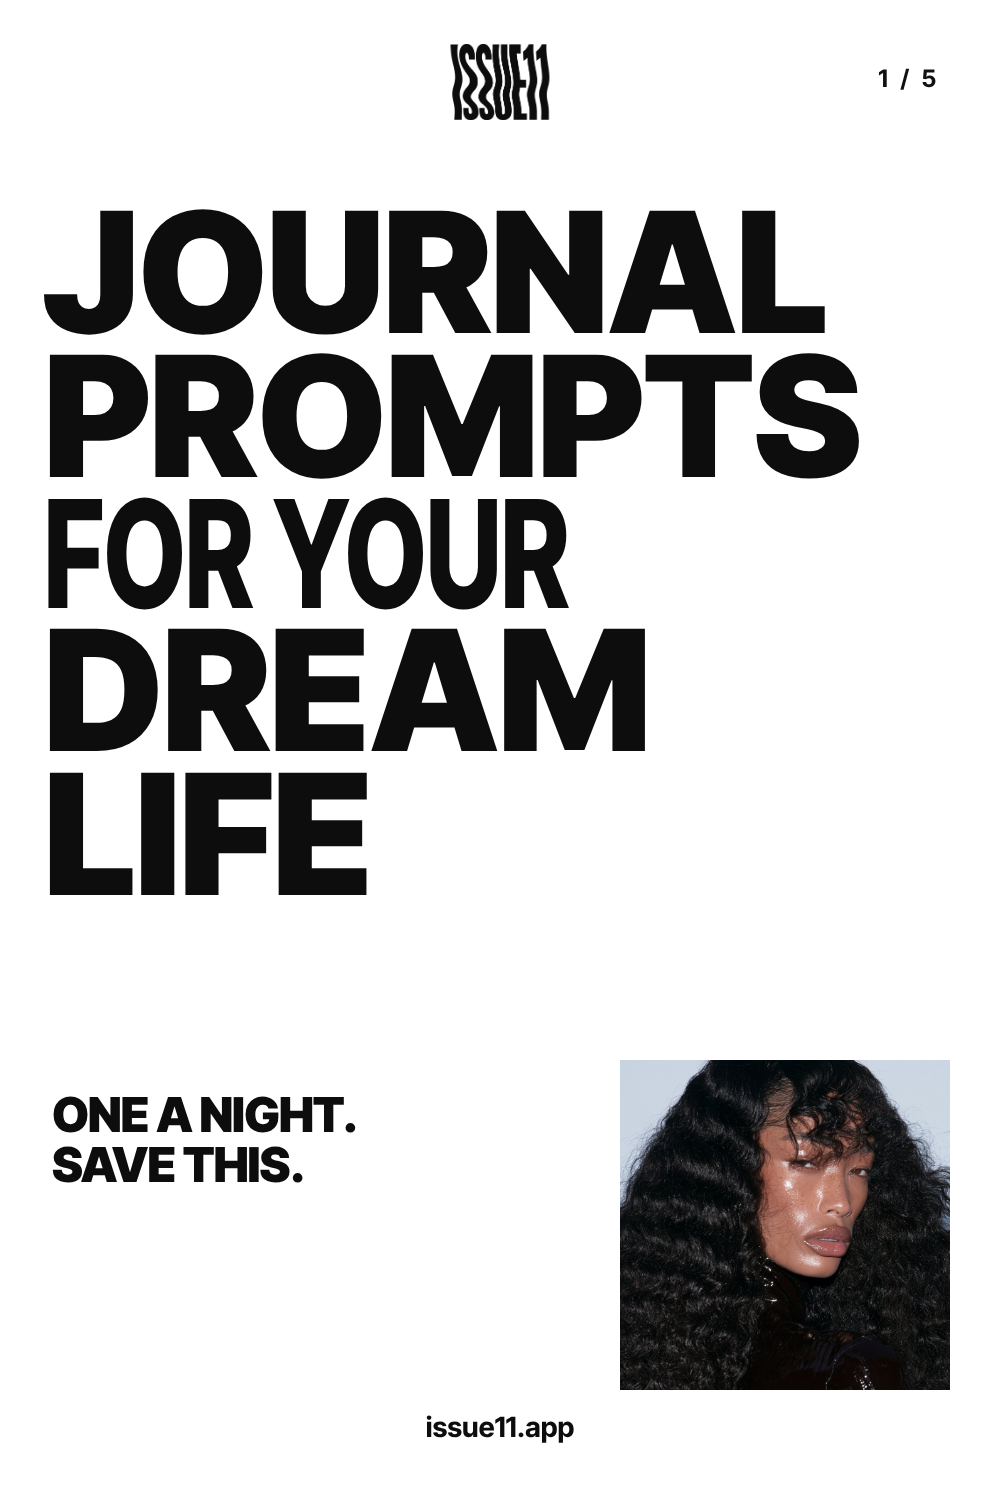 ISSUE11
1 / 5
JOURNAL
PROMPTS
FOR YOUR
DREAM
LIFE
ONE A NIGHT.
SAVE THIS.
issue11.app